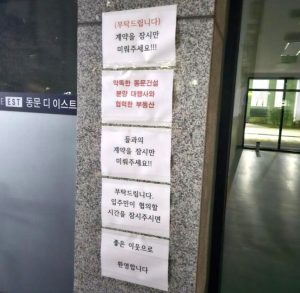 (부탁드립니다)
계약을 잠시만
미뤄주세요!!!
악독한 동문건설
분양 대행사와
협력한 부동산
들과의
계약을 잠시만
미뤄주세요!!
부탁드립니다.
입주민이 협의할
시간을 잠시주시면
좋은 이웃으로
환영합니다
EST 동문 디 이스트